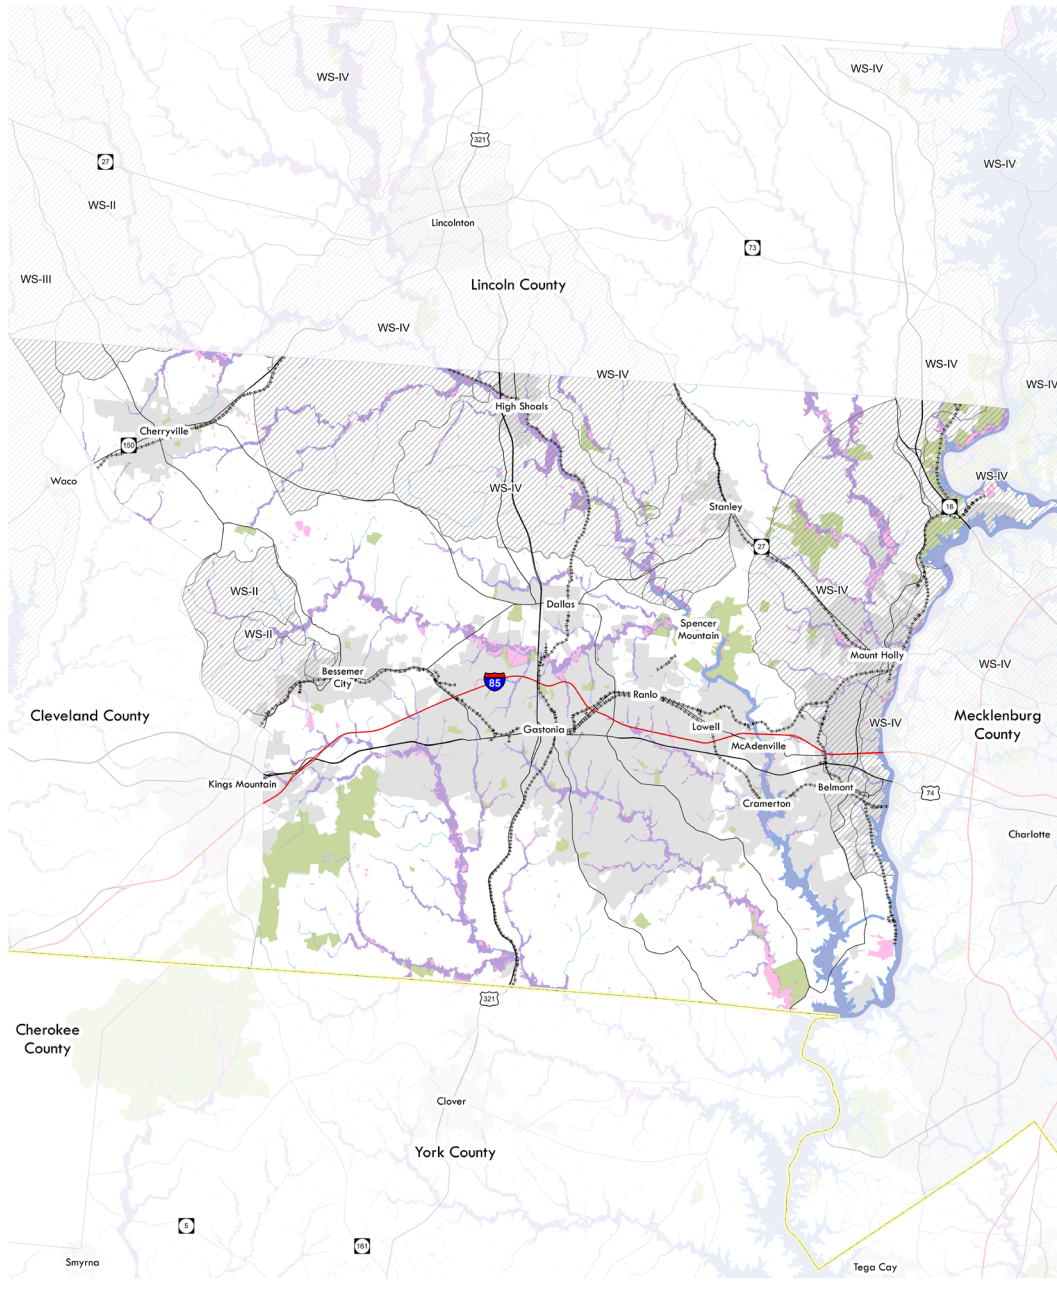 WS-IV
WS-IV
321
27
WS-IV
WS-II
Lincolnton
73
WS-III
Lincoln County
WS-IV
WS-IV
WS-IV
WS-IV
High Shoals
Cherryville
150
Waco
WS-IV
WS-IV
Stanley
16
27
WS-II
WS-IV
Dallas
Spencer
Mountain
WS-II
Mount Holly
WS-IV
Bessemer
City
85
Ranlo
Cleveland County
Lowell
WS-IV
Mecklenburg
County
Gastonia
McAdenville
Kings Mountain
Belmont
74
Cramerton
Charlotte
321
Cherokee
County
Clover
York County
5
161
Smyrna
Tega Cay